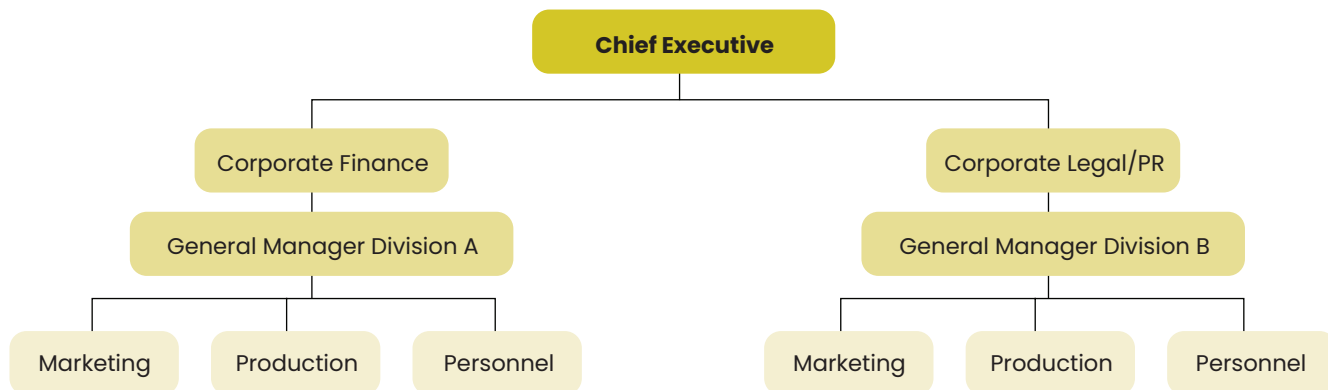 Chief Executive
Corporate Finance
Corporate Legal/PR
General Manager Division A
General Manager Division B
Marketing
Production
Personnel
Marketing
Production
Personnel